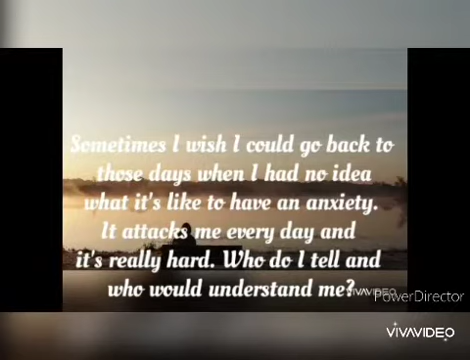 Sometimes I wish I could go back to
those days when I had no idea
what it's like to have an anxiety.
It attacks me every day and
it's really hard. Who do I tell and
who would understand me?
VIVAVIDEO
PowerDirector
VIVAVIDEO